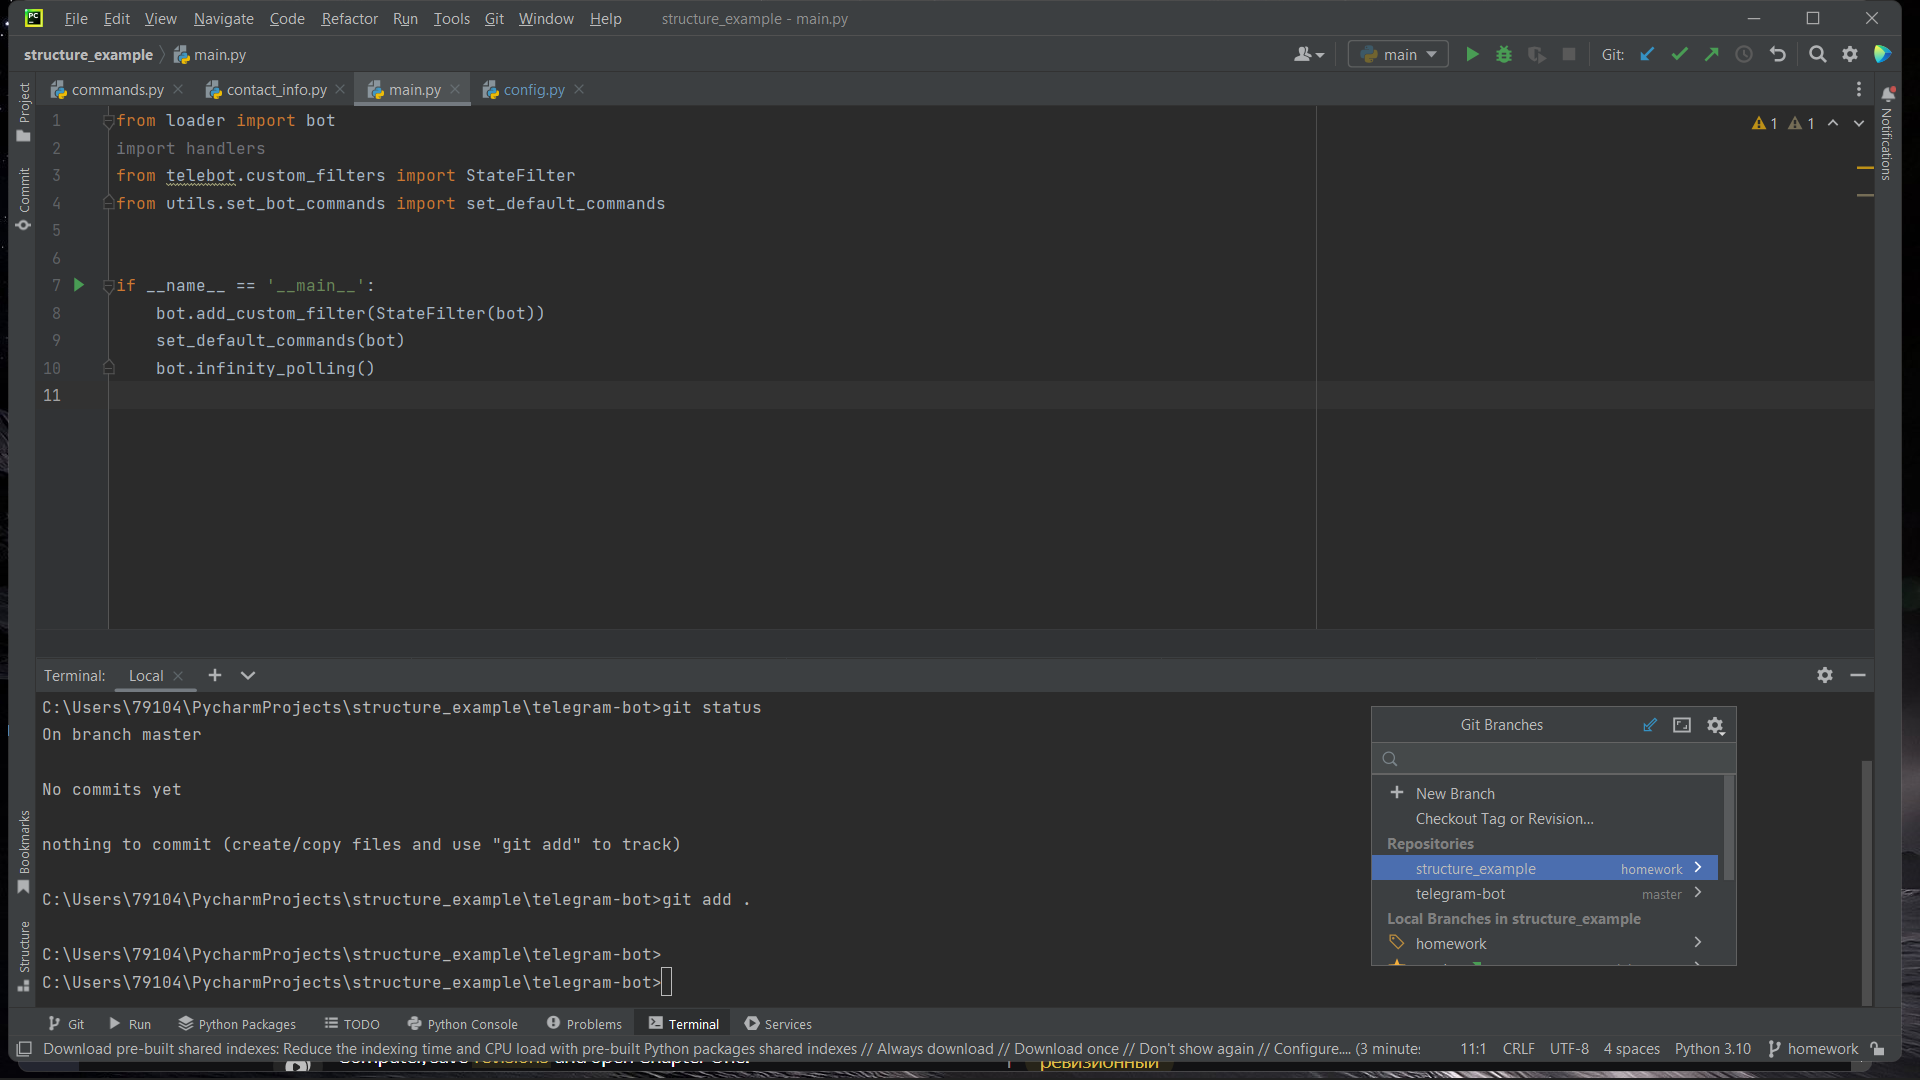 PC File Edit View Navigate Code Refactor Run Tools Git Window Help structure_example - main.py
structure_example main.py main Git:
commands.py contact_info.py main.py config.py
Project
Commit
Bookmarks
Structure
Notifications
1 from loader import bot
2 import handlers
3 from telebot.custom_filters import StateFilter
4 from utils.set_bot_commands import set_default_commands
5
6
7 if __name__ == '__main__':
8 bot.add_custom_filter(StateFilter(bot))
9 set_default_commands(bot)
10 bot.infinity_polling()
11
1 1
Terminal: Local
C:\Users\79104\PycharmProjects\structure_example\telegram-bot>git status
On branch master
No commits yet
nothing to commit (create/copy files and use "git add" to track)
C:\Users\79104\PycharmProjects\structure_example\telegram-bot>git add .
C:\Users\79104\PycharmProjects\structure_example\telegram-bot>
C:\Users\79104\PycharmProjects\structure_example\telegram-bot>
Git Branches
New Branch
Checkout Tag or Revision...
Repositories
structure_example homework
telegram-bot master
Local Branches in structure_example
homework
Git Run Python Packages TODO Python Console Problems Terminal Services
Download pre-built shared indexes: Reduce the indexing time and CPU load with pre-built Python packages shared indexes // Always download // Download once // Don't show again // Configure.... (3 minutes 11:1 CRLF UTF-8 4 spaces Python 3.10 homework
ревизионный